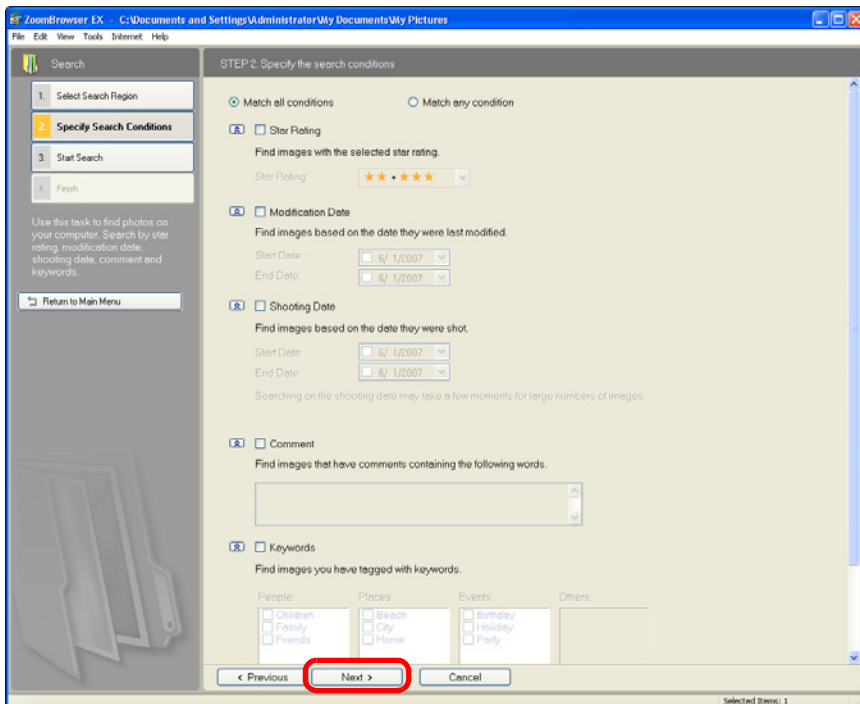 ZoomBrowser EX - C:\Documents and Settings\Administrator\My Documents\My Pictures
File Edit View Tools Internet Help
Search
1. Select Search Region
2. Specify Search Conditions
3. Start Search
4. Finish
Use this task to find photos on
your computer. Search by star
rating, modification date,
shooting date, comment and
keywords.
Return to Main Menu
STEP 2. Specify the search conditions
Match all conditions Match any condition
Star Rating
Find images with the selected star rating.
Star Rating:
Modification Date
Find images based on the date they were last modified.
Start Date: 6/ 1/2007
End Date: 6/ 1/2007
Shooting Date
Find images based on the date they were shot.
Start Date: 6/ 1/2007
End Date: 6/ 1/2007
Searching on the shooting date may take a few moments for large numbers of images.
Comment
Find images that have comments containing the following words.
Keywords
Find images you have tagged with keywords.
People: Places: Events: Others:
Children Beach Birthday
Family City Holiday
Friends Home Party
< Previous Next > Cancel
Selected Items: 1